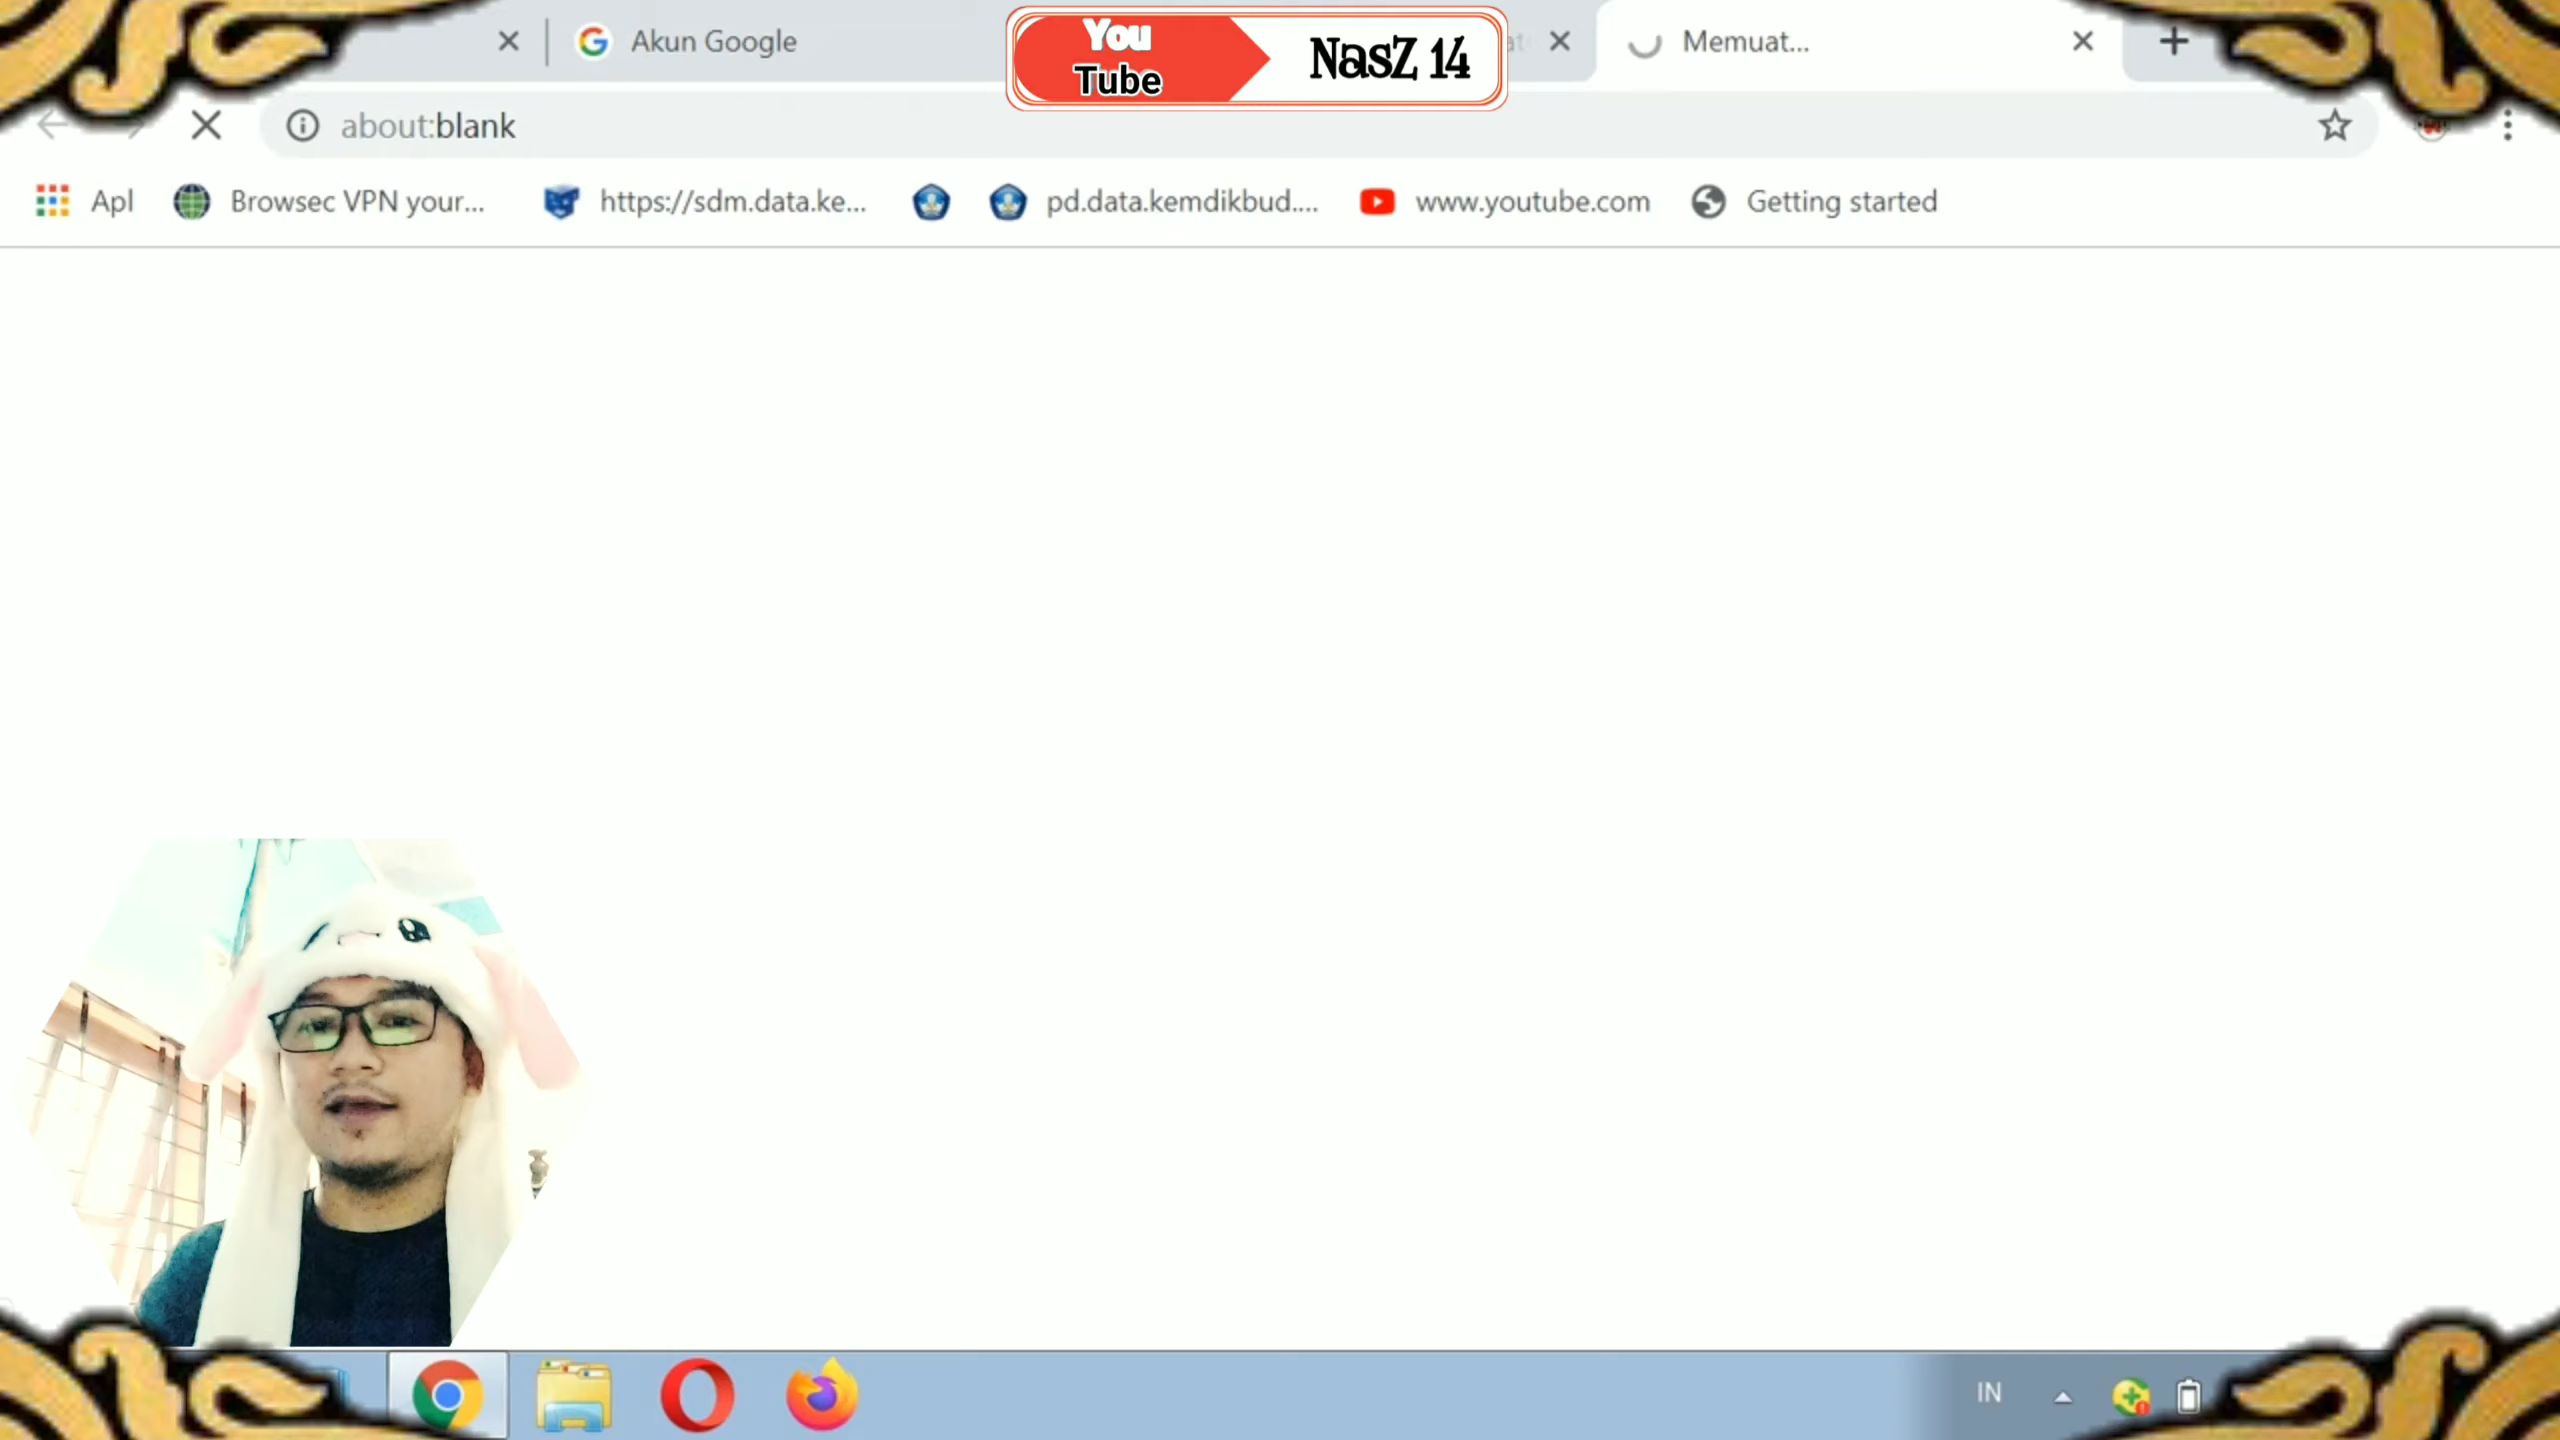 Akun Google
You
Tube
NasZ 14
Memuat...
about:blank
Apl
Browsec VPN your...
https://sdm.data.ke...
pd.data.kemdikbud....
www.youtube.com
Getting started
IN